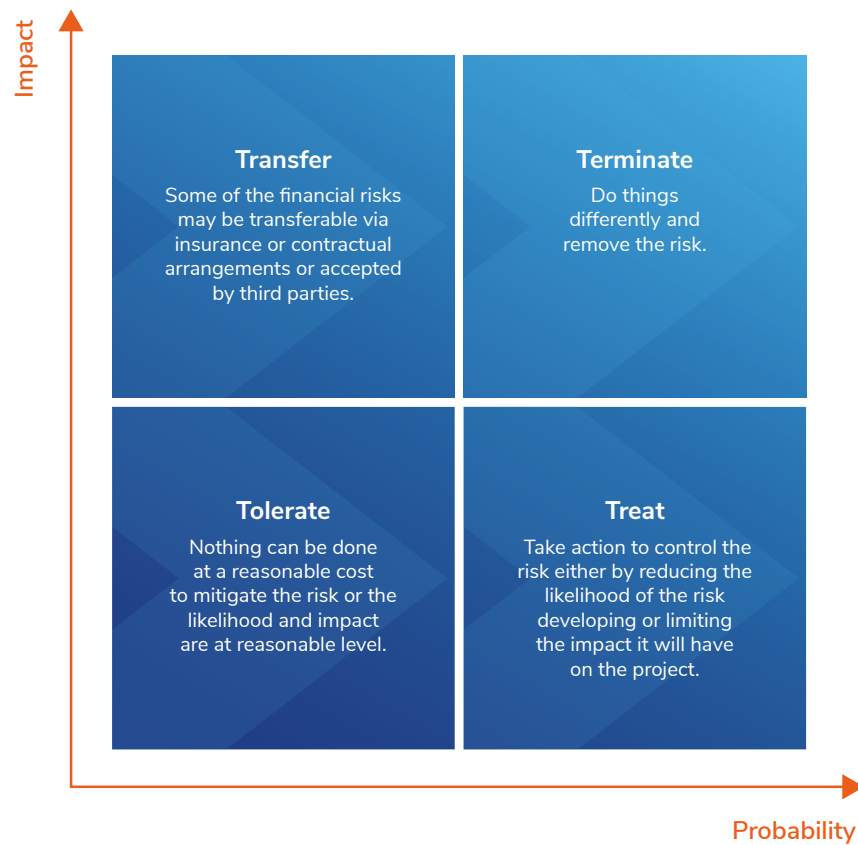 Impact
Transfer
Some of the financial risks
may be transferable via
insurance or contractual
arrangements or accepted
by third parties.
Terminate
Do things
differently and
remove the risk.
Tolerate
Nothing can be done
at a reasonable cost
to mitigate the risk or the
likelihood and impact
are at reasonable level.
Treat
Take action to control the
risk either by reducing the
likelihood of the risk
developing or limiting
the impact it will have
on the project.
Probability